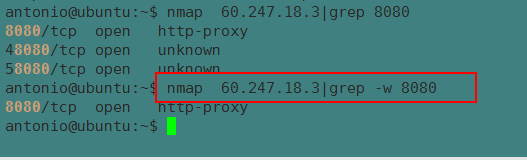 antonio@ubuntu:~$ nmap  60.247.18.3|grep 8080
8080/tcp  open   http-proxy
48080/tcp open   unknown
58080/tcp open   unknown
antonio@ubuntu:~$ nmap  60.247.18.3|grep -w 8080
8080/tcp  open   http-proxy
antonio@ubuntu:~$